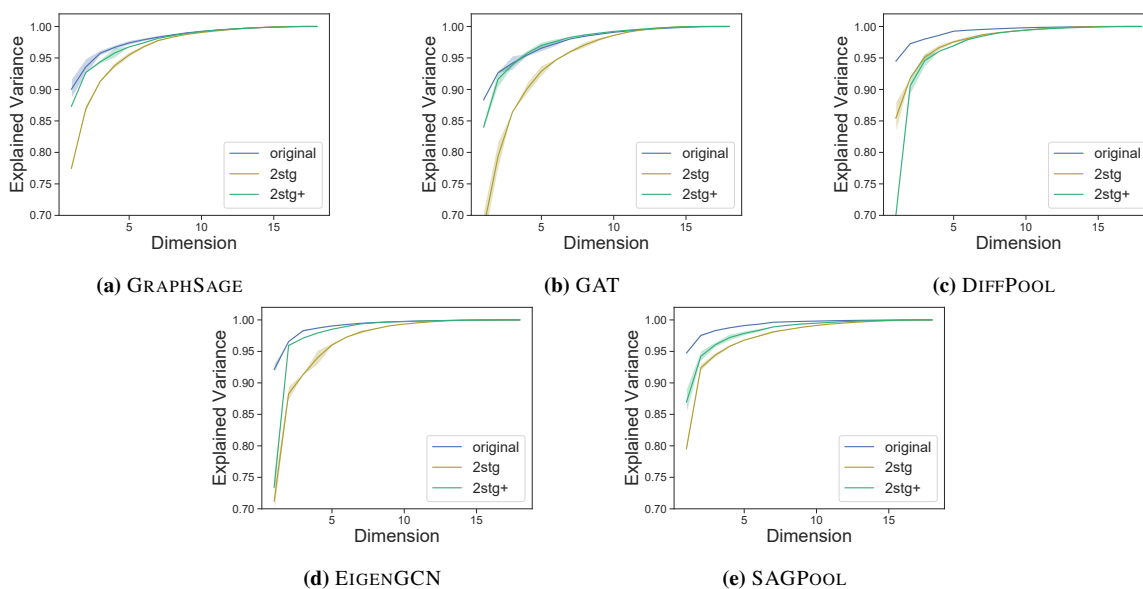 1.00
0.95
0.90
0.85
0.80
0.75
0.70
Explained Variance
5
10
15
Dimension
original
2stg
2stg+
(a) GRAPHSAGE
1.00
0.95
0.90
0.85
0.80
0.75
0.70
Explained Variance
5
10
15
Dimension
original
2stg
2stg+
(b) GAT
1.00
0.95
0.90
0.85
0.80
0.75
0.70
Explained Variance
5
10
15
Dimension
original
2stg
2stg+
(c) DIFFPOOL
1.00
0.95
0.90
0.85
0.80
0.75
0.70
Explained Variance
5
10
15
Dimension
original
2stg
2stg+
(d) EIGENGCN
1.00
0.95
0.90
0.85
0.80
0.75
0.70
Explained Variance
5
10
15
Dimension
original
2stg
2stg+
(e) SAGPOOL